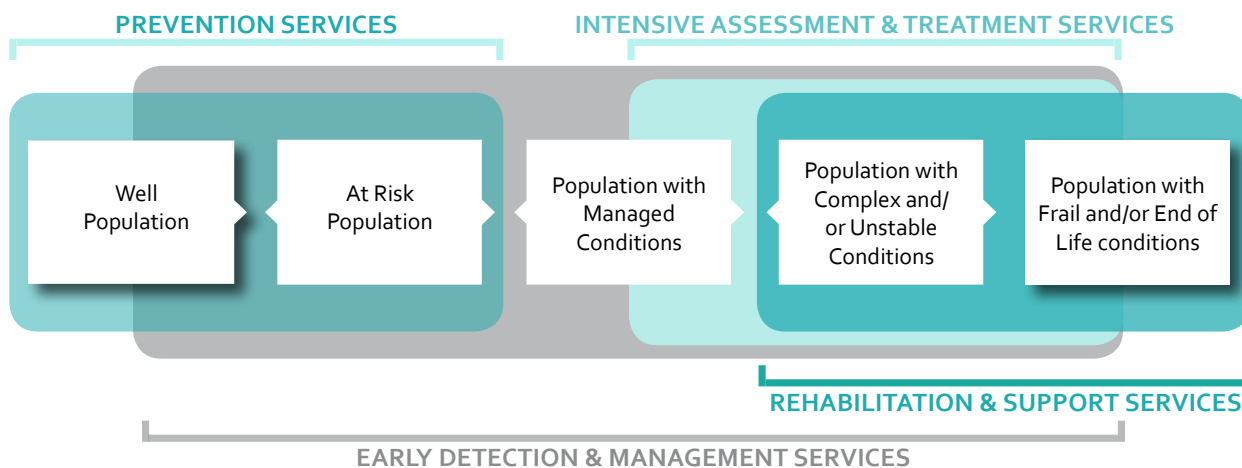 PREVENTION SERVICES
INTENSIVE ASSESSMENT & TREATMENT SERVICES
Well
Population
At Risk
Population
Population with
Managed
Conditions
Population with
Complex and/
or Unstable
Conditions
Population with
Frail and/or End of
Life conditions
REHABILITATION & SUPPORT SERVICES
EARLY DETECTION & MANAGEMENT SERVICES